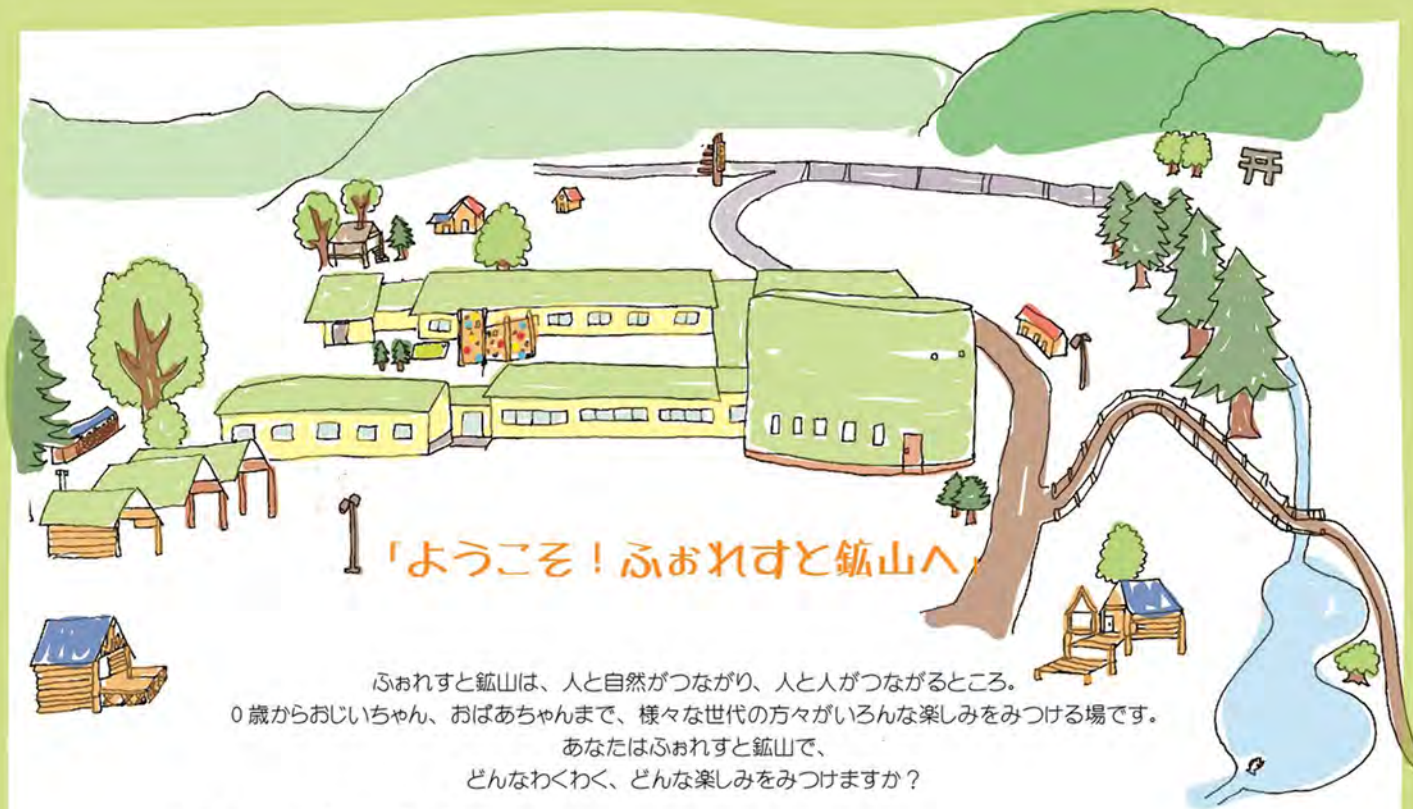 「ようこそ！ふぉれすと鉱山へ」
ふぉれすと鉱山は、人と自然がつながり、人と人がつながるところ。
0歳からおじいちゃん、おばあちゃんまで、様々な世代の方々がいろんな楽しみをみつける場です。
あなたはふぉれすと鉱山で、
どんなわくわく、どんな楽しみをみつけますか？